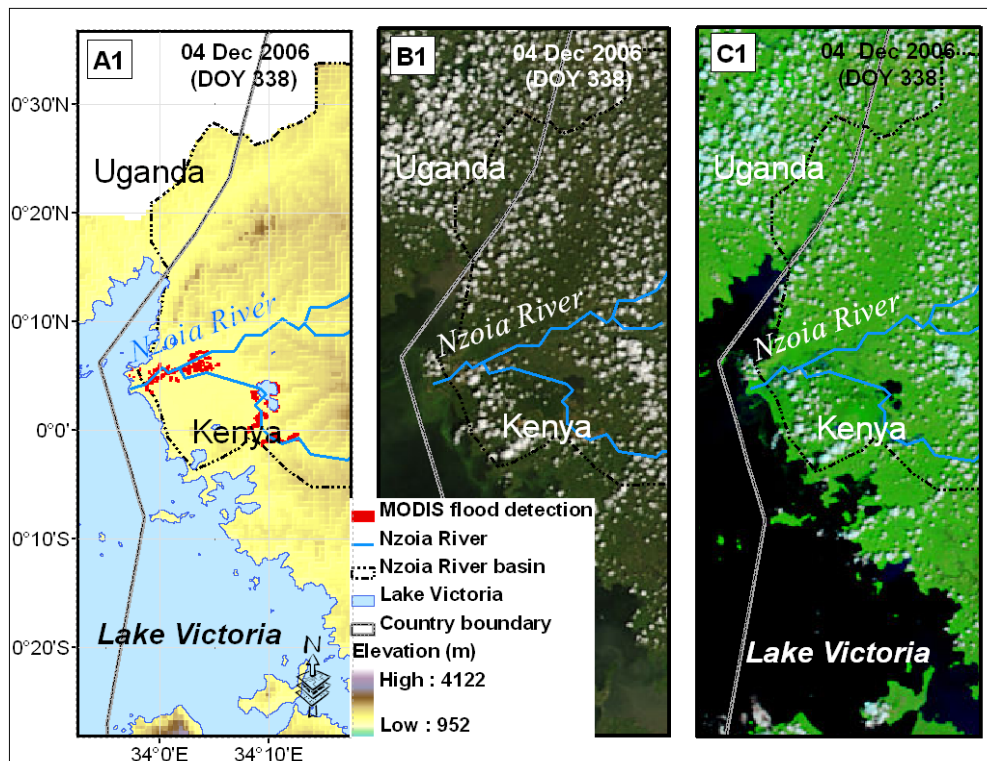 A1
04 Dec 2006
(DOY 338)
0°30'N
Uganda
0°20'N
0°10'N
Nzoia River
0°0'
Kenya
0°10'S
0°20'S
Lake Victoria
N
34°0'E
34°10'E
MODIS flood detection
Nzoia River
Nzoia River basin
Lake Victoria
Country boundary
Elevation (m)
High : 4122
Low : 952
B1
04 Dec 2006
(DOY 338)
Uganda
Nzoia River
Kenya
C1
04 Dec 2006
(DOY 338)
Uganda
Nzoia River
Kenya
Lake Victoria